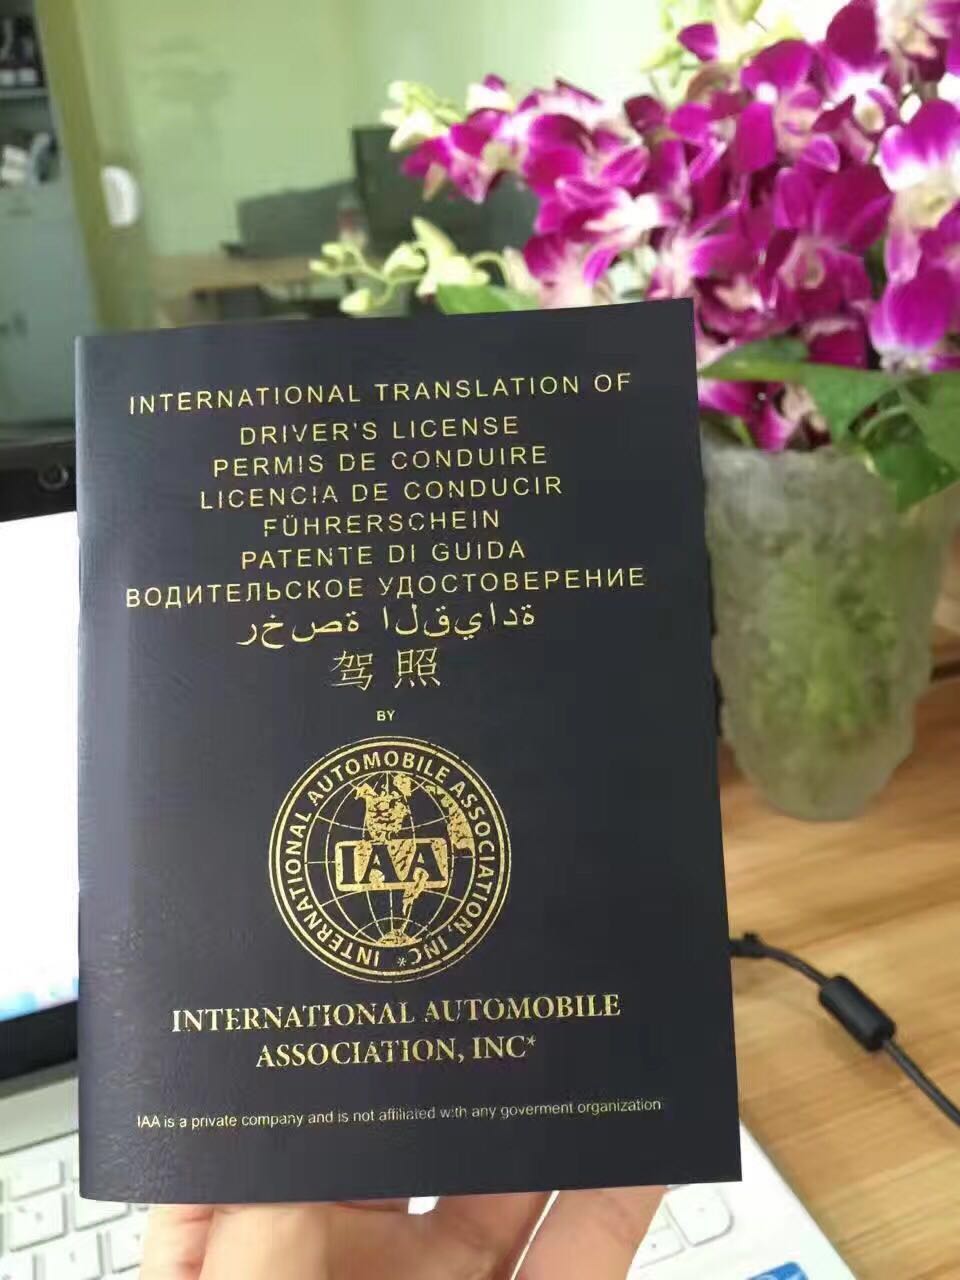 INTERNATIONAL TRANSLATION OF
DRIVER'S LICENSE
PERMIS DE CONDUIRE
LICENCIA DE CONDUCIR
FÜHRERSCHEIN
PATENTE DI GUIDA
ВОДИТЕЛЬСКОЕ УДОСТОВЕРЕНИЕ
رخصة القيادة
驾照
BY
INTERNATIONAL AUTOMOBILE ASSOCIATION, INC*
IAA
INTERNATIONAL AUTOMOBILE
ASSOCIATION, INC*
IAA is a private company and is not affiliated with any goverment organization